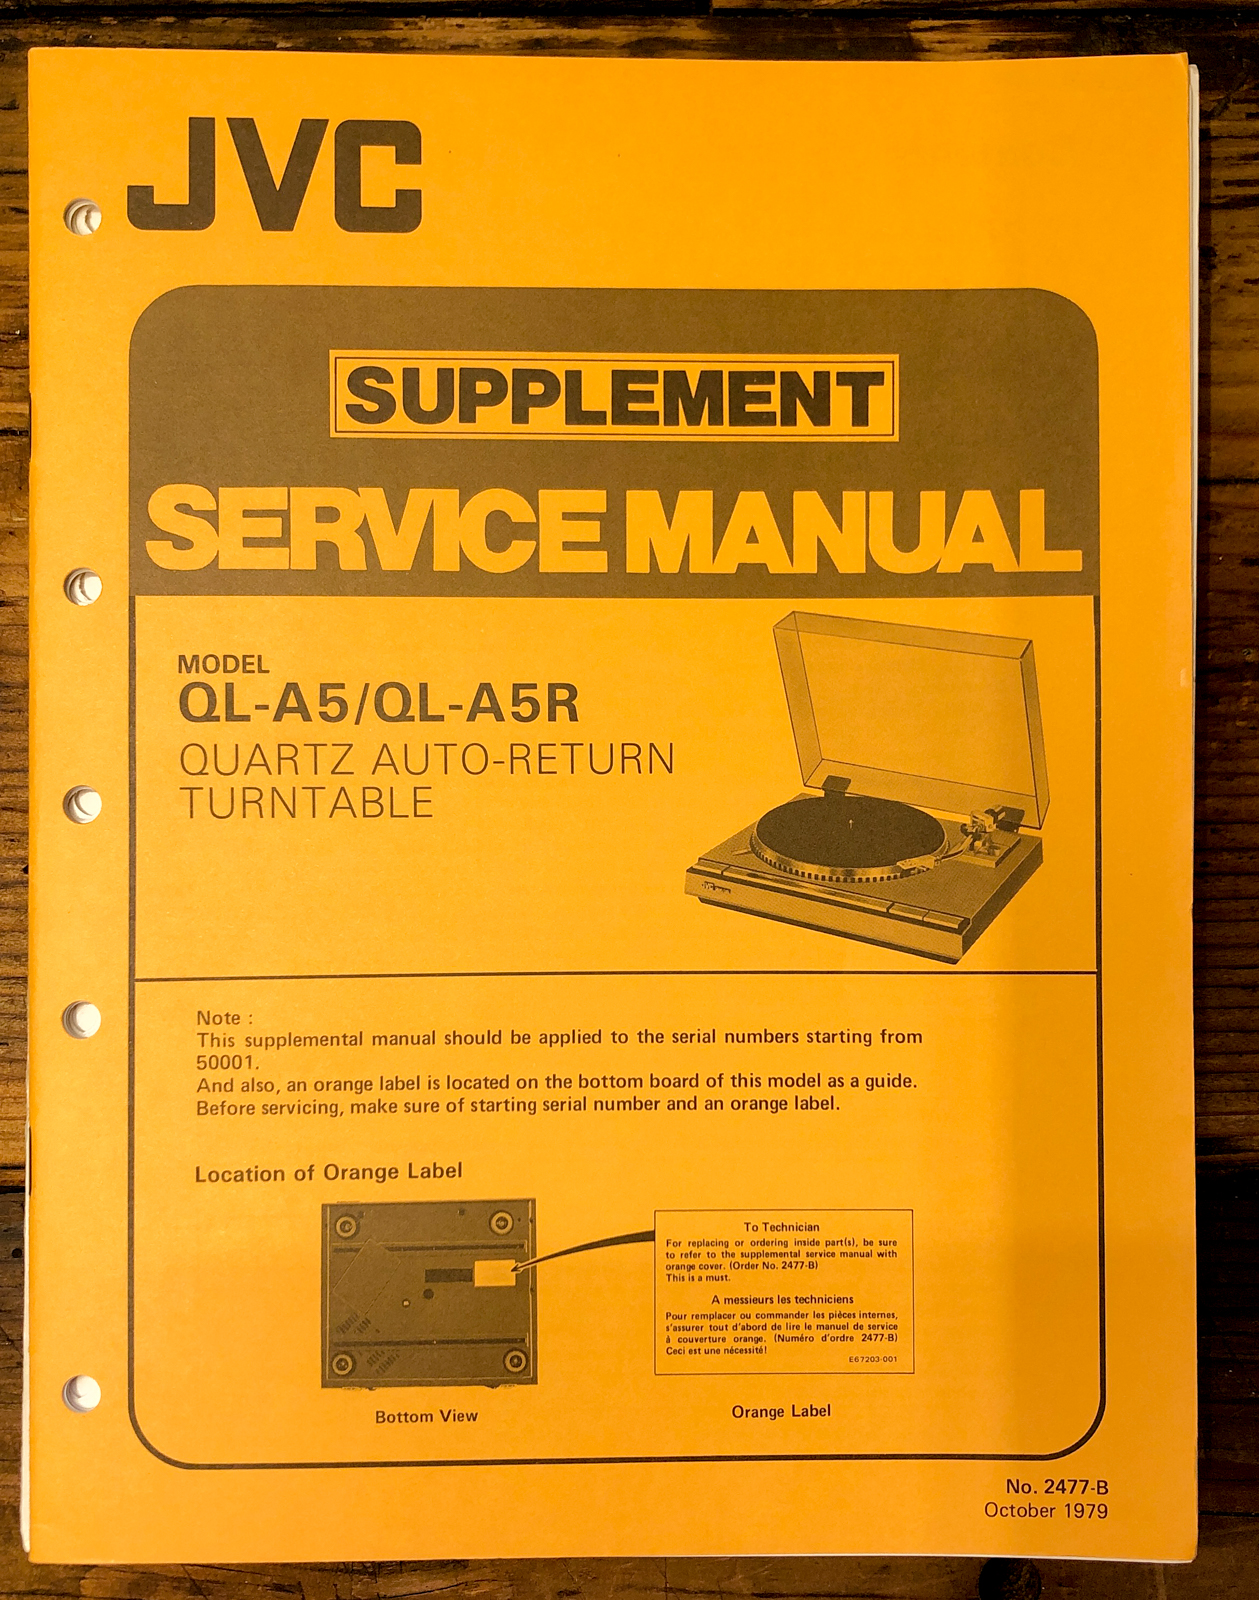 JVC
SUPPLEMENT
SERVICE MANUAL
MODEL
QL-A5/QL-A5R
QUARTZ AUTO-RETURN
TURNTABLE
JVC
Note :
This supplemental manual should be applied to the serial numbers starting from
50001.
And also, an orange label is located on the bottom board of this model as a guide.
Before servicing, make sure of starting serial number and an orange label.
Location of Orange Label
To Technician
For replacing or ordering inside part(s), be sure
to refer to the supplemental service manual with
orange cover. (Order No. 2477-B)
This is a must.
A messieurs les techniciens
Pour remplacer ou commander les pièces internes,
s'assurer tout d'abord de lire le manuel de service
à couverture orange. (Numéro d'ordre 2477-B)
Ceci est une nécessité!
E67203-001
Bottom View
Orange Label
No. 2477-B
October 1979